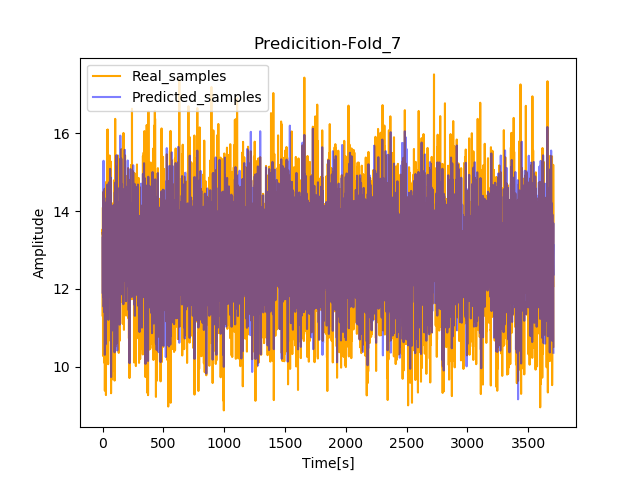 Predicition-Fold_7
Real_samples
Predicted_samples
Amplitude
16
14
12
10
0 500 1000 1500 2000 2500 3000 3500
Time[s]